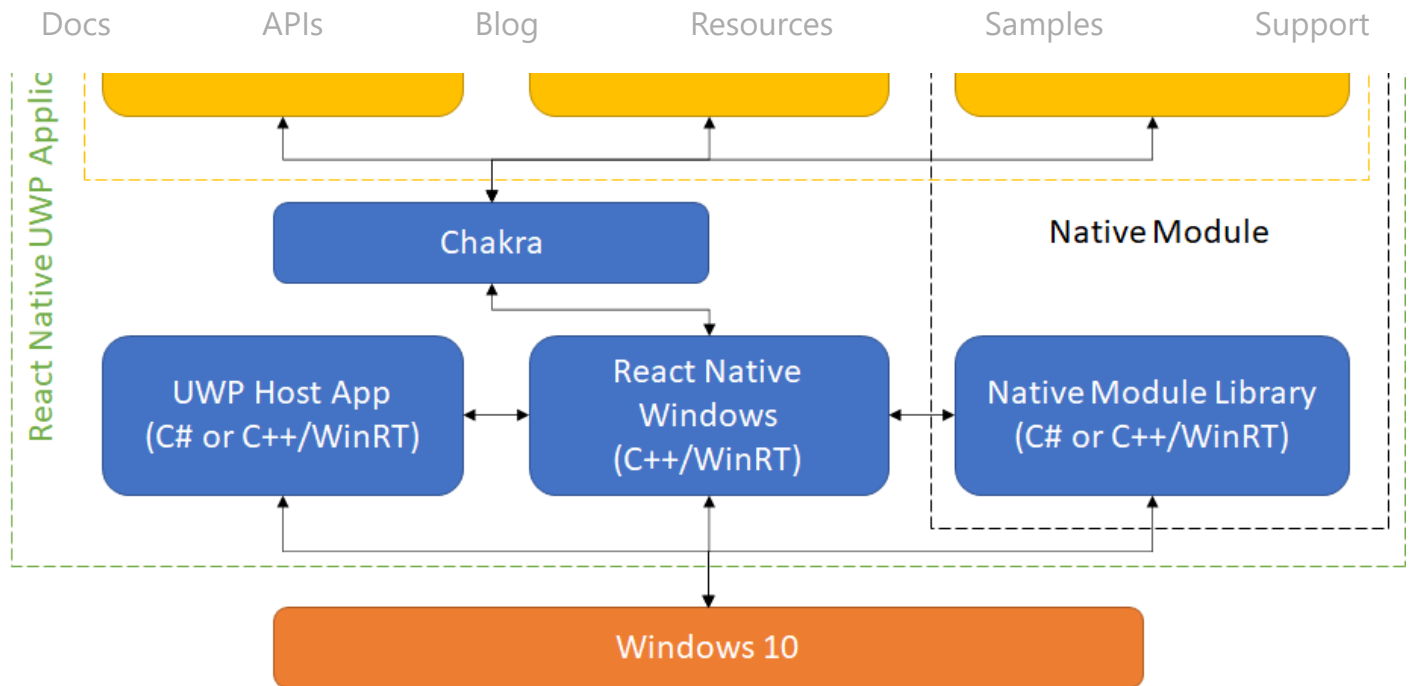 Docs APIs Blog Resources Samples Support
React Native UWP Applic
Chakra
Native Module
UWP Host App
(C# or C++/WinRT)
React Native
Windows
(C++/WinRT)
Native Module Library
(C# or C++/WinRT)
Windows 10